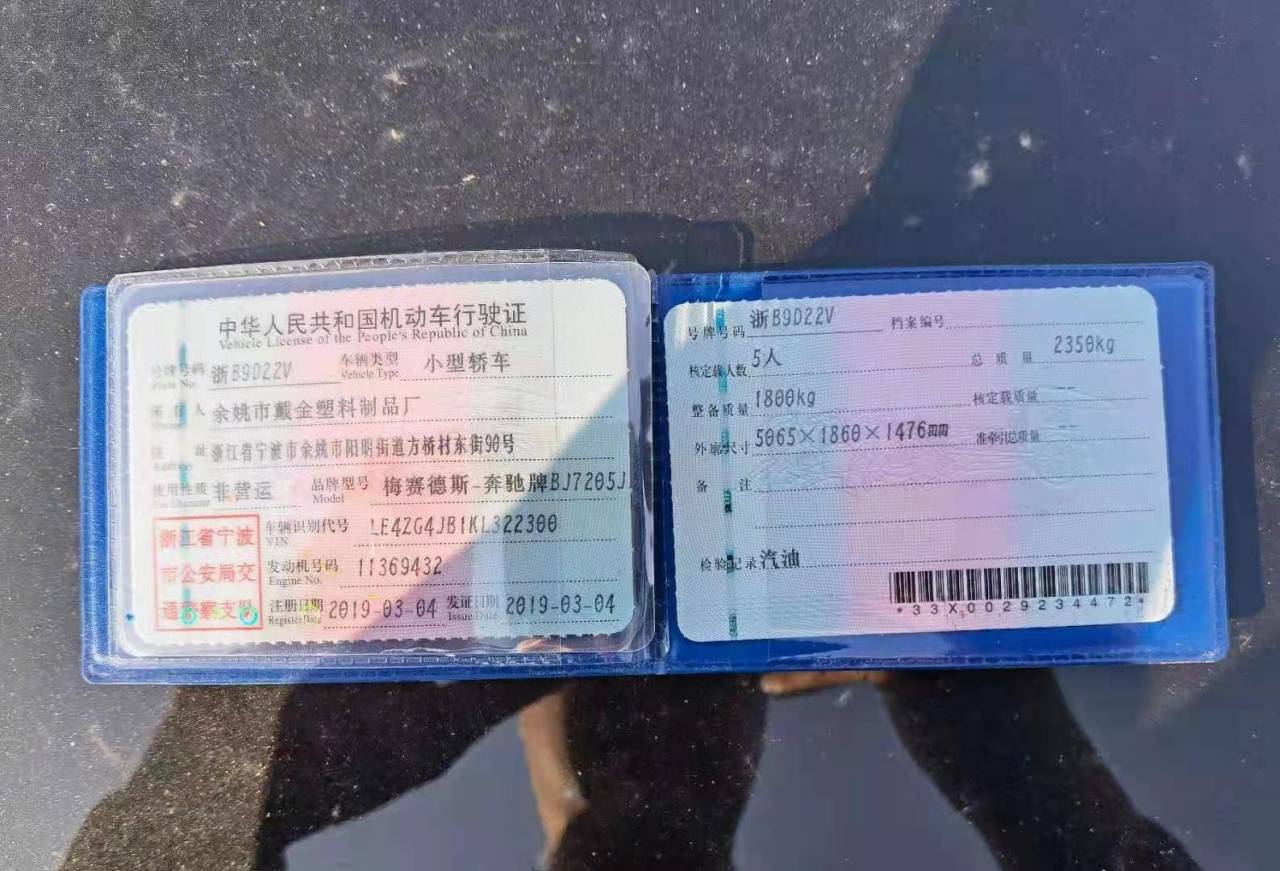 中华人民共和国机动车行驶证
Vehicle License of the People's Republic of China
号牌号码 浙B9D22V 车辆类型 小型轿车
Plate No. Vehicle Type
人 余姚市戴金塑料制品厂
住 址 浙江省宁波市余姚市阳明街道方桥村东街90号
Address
使用性质 非营运 品牌型号 梅赛德斯-奔驰牌BJ7205J
Use Character Model
浙江省宁波
市公安局交
通警察支队
车辆识别代号 LE4ZG4JB1KL322300
VIN
发动机号码 11369432
Engine No.
注册日期 2019-03-04 发证日期 2019-03-04
Register Date Issue Date
号牌号码 浙B9D22V 档案编号
核定载人数 5人 总质量 2350kg
整备质量 1800kg 核定载质量 --
外廓尺寸 5065×1860×1476mm 准牵引总质量 --
备 注
检验记录 汽油
*33X0029234472*